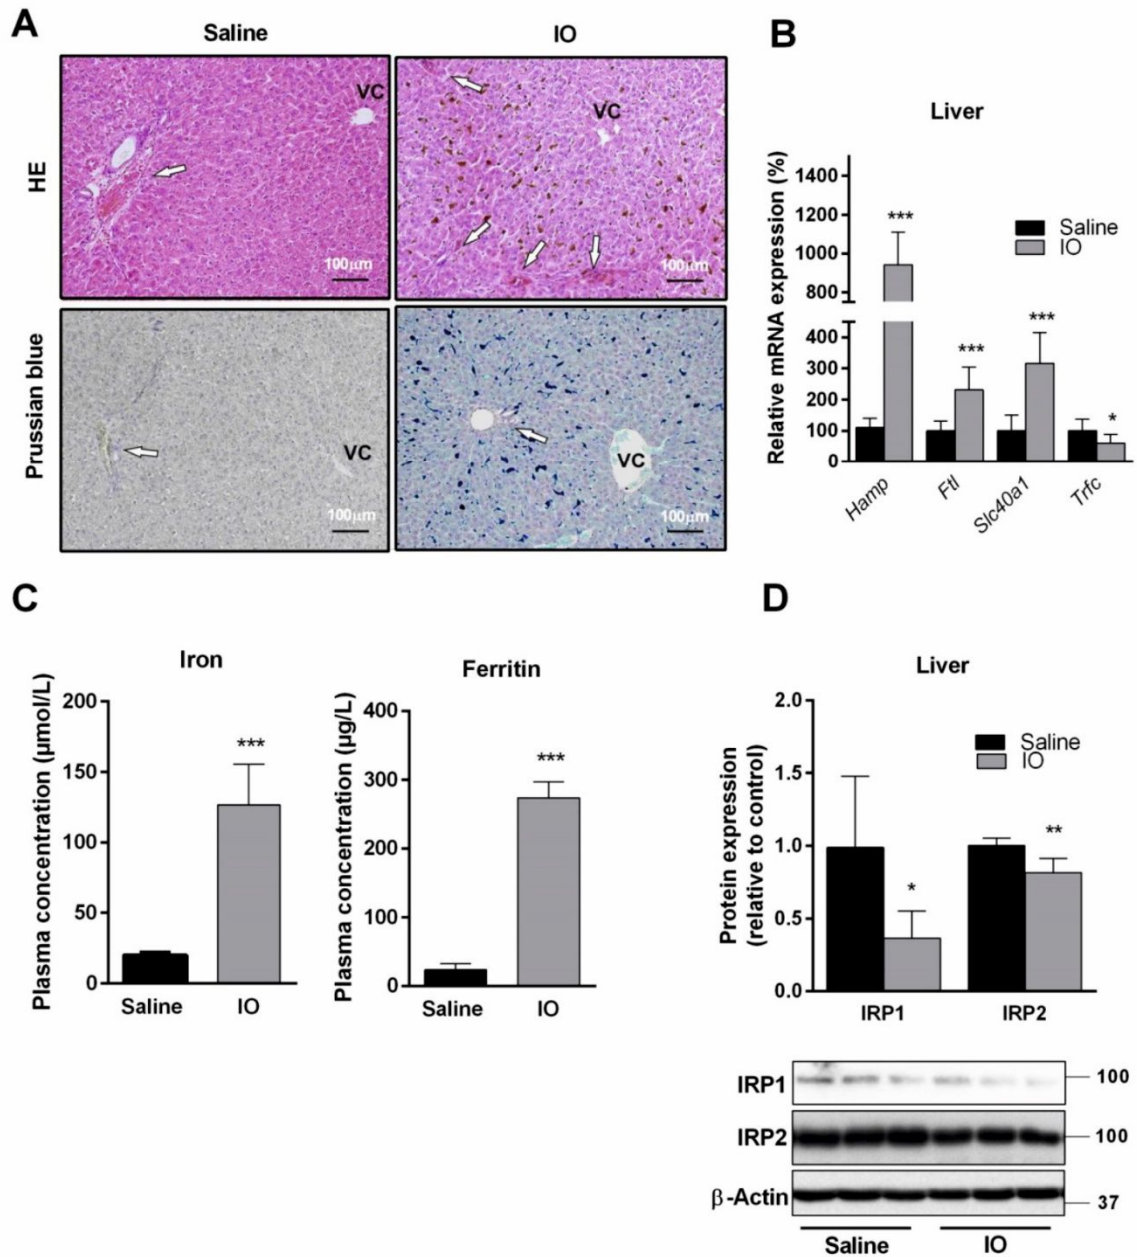 A
Saline
IO
HE
VC
100μm
VC
100μm
Prussian blue
VC
100μm
VC
100μm
B
Liver
Relative mRNA expression (%)
1400
1200
1000
800
400
300
200
100
0
***
***
***
*
Saline
IO
Hamp
Ftl
Slc40a1
Trfc
C
Iron
Plasma concentration (μmol/L)
200
150
100
50
0
***
Saline
IO
Ferritin
Plasma concentration (μg/L)
400
300
200
100
0
***
Saline
IO
D
Liver
Protein expression
(relative to control)
2.0
1.5
1.0
0.5
0.0
Saline
IO
*
**
IRP1
IRP2
IRP1
100
IRP2
100
β-Actin
37
Saline
IO